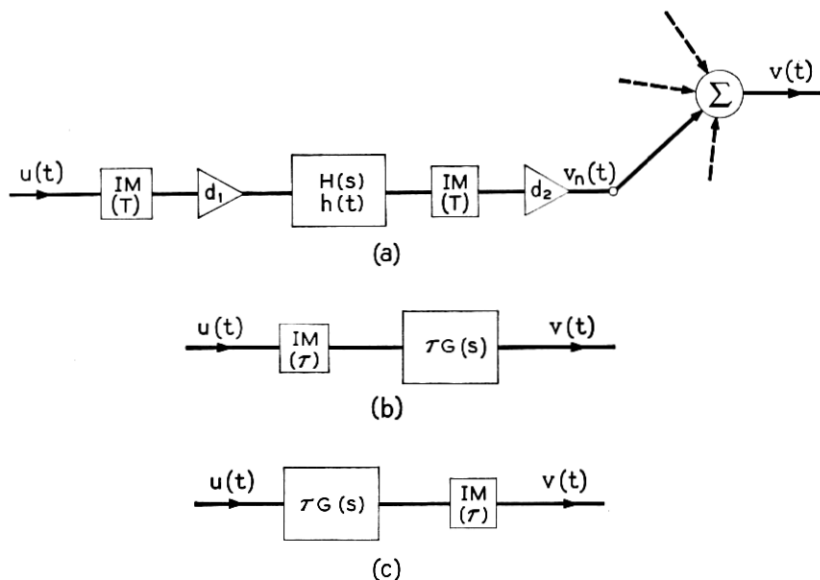 v(t)
Σ
u(t)
IM
(T)
d₁
H(s)
h(t)
IM
(T)
d₂
vₙ(t)
(a)
u(t)
IM
(τ)
τG(s)
v(t)
(b)
u(t)
τG(s)
IM
(τ)
v(t)
(c)